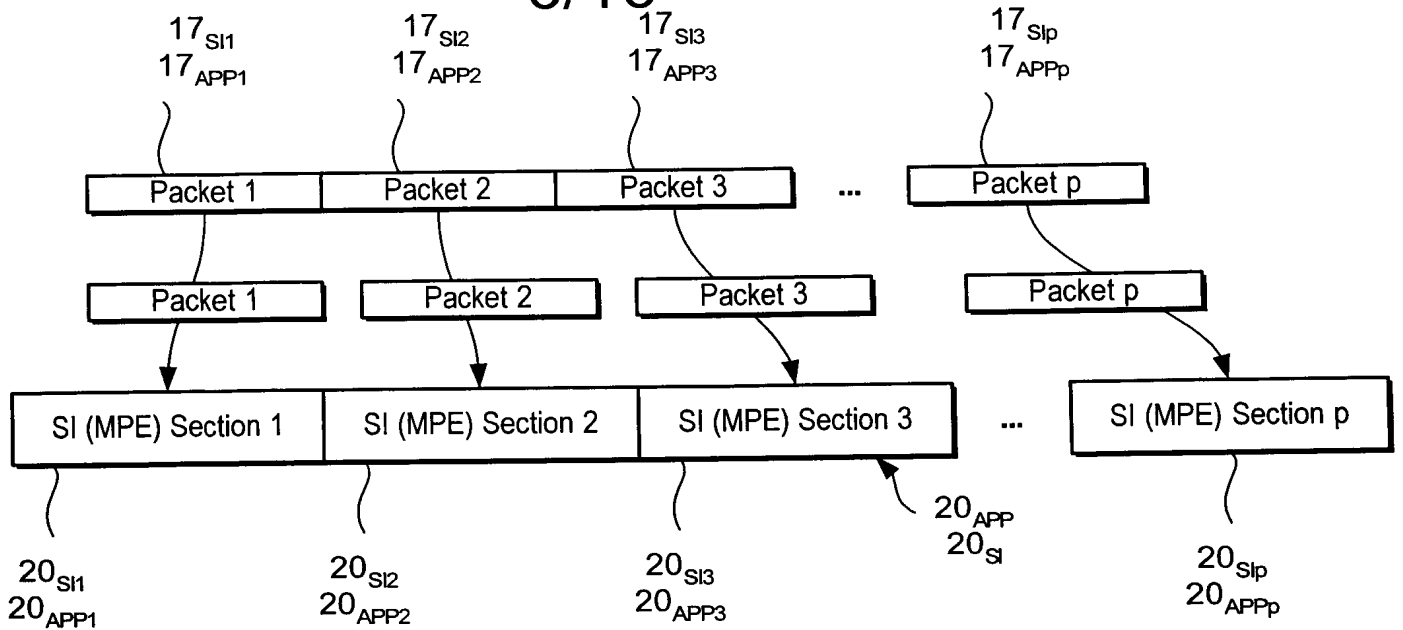 17SI1 17SI2 17SI3 17SIp
17APP1 17APP2 17APP3 17APPp
Packet 1 Packet 2 Packet 3 ... Packet p
Packet 1 Packet 2 Packet 3 Packet p
SI (MPE) Section 1 SI (MPE) Section 2 SI (MPE) Section 3 ... SI (MPE) Section p
20APP
20SI
20SI1 20SI2 20SI3 20SIp
20APP1 20APP2 20APP3 20APPp